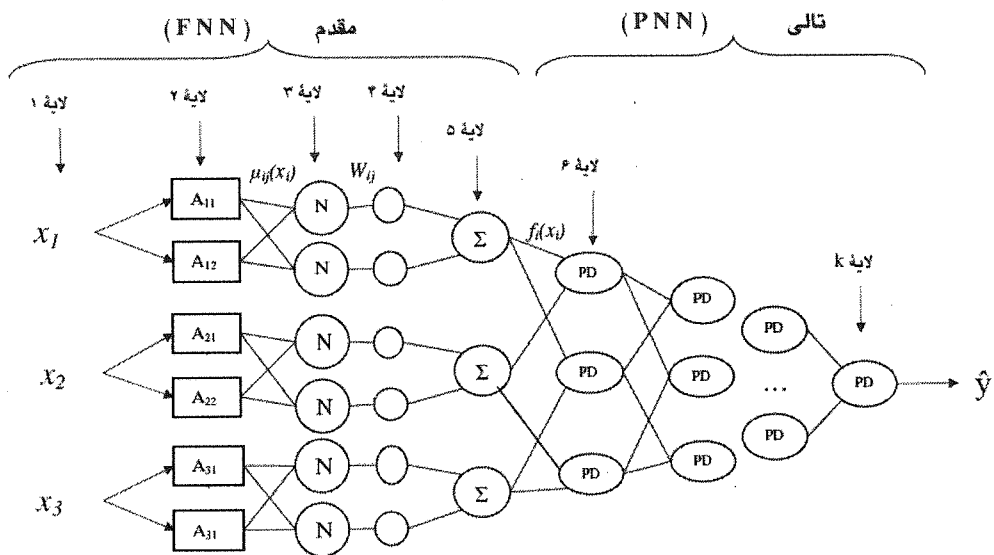 (FNN) مقدم
(PNN) تالی
لایهٔ ۱
لایهٔ ۲
لایهٔ ۳
لایهٔ ۴
لایهٔ ۵
لایهٔ ۶
لایهٔ k
μij(xi)
Wij
fi(xi)
x1
A11
A12
N
N
Σ
x2
A21
A22
N
N
Σ
x3
A31
A31
N
N
Σ
PD
PD
PD
PD
PD
PD
PD
...
PD
PD
ŷ